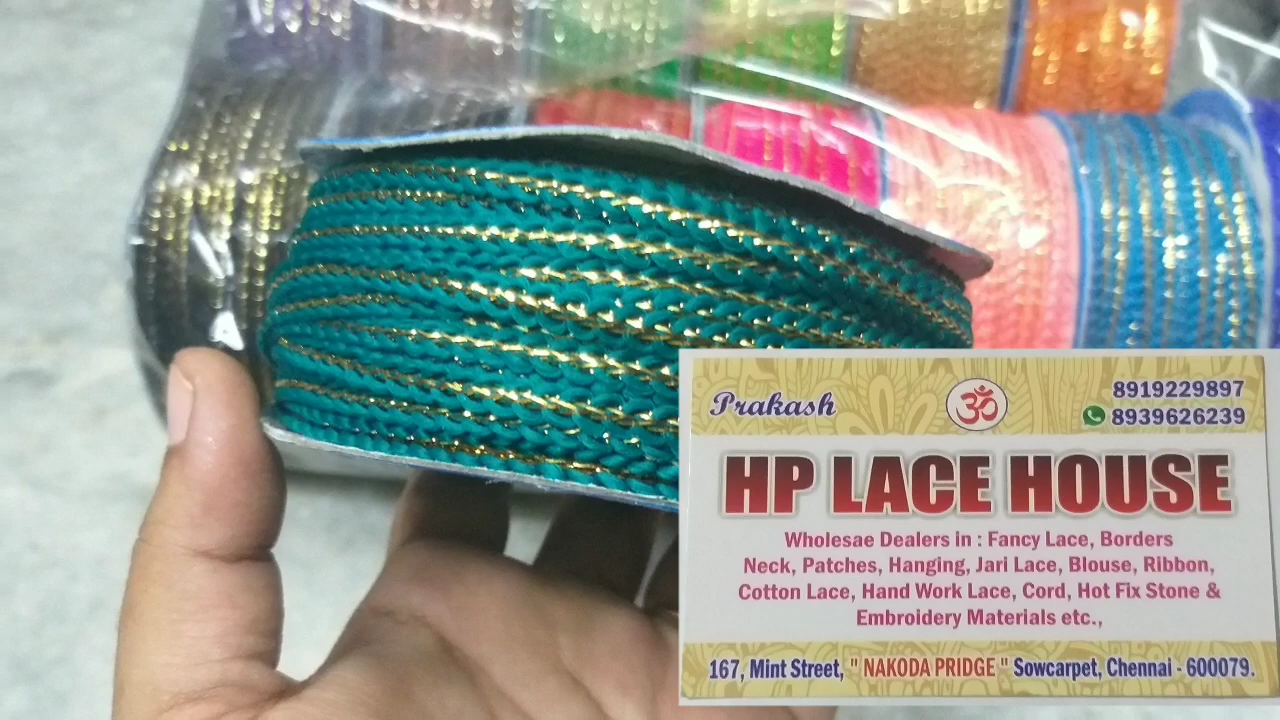 Prakash
ॐ
8919229897
8939626239
HP LACE HOUSE
Wholesae Dealers in : Fancy Lace, Borders
Neck, Patches, Hanging, Jari Lace, Blouse, Ribbon,
Cotton Lace, Hand Work Lace, Cord, Hot Fix Stone &
Embroidery Materials etc.,
167, Mint Street, " NAKODA PRIDGE " Sowcarpet, Chennai - 600079.